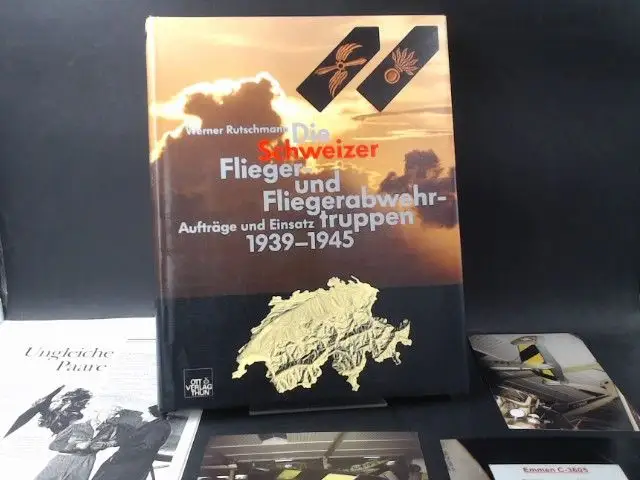 Werner Rutschmann
Die
Schweizer
Flieger
und
Fliegerabwehr-
truppen
Aufträge und Einsatz
1939–1945
OTT
VERLAG
THUN
Ungleiche
Paare
Emmen C-3605